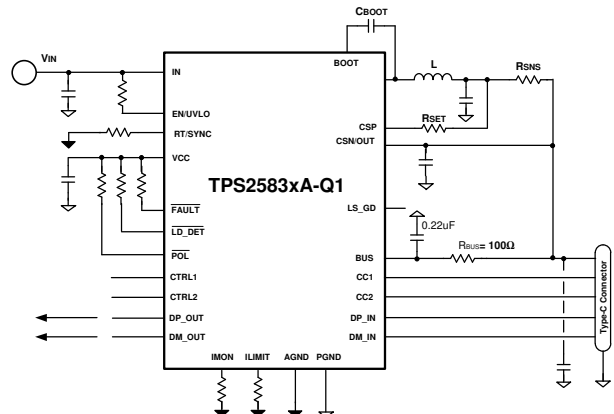 CBOOT
VIN
BOOT
L
RSNS
IN
EN/UVLO
RT/SYNC
CSP
RSET
CSN/OUT
VCC
TPS2583xA-Q1
FAULT
LD_DET
POL
LS_GD
0.22uF
BUS
RBUS= 100Ω
CTRL1
CTRL2
DP_OUT
DM_OUT
CC1
CC2
DP_IN
DM_IN
Type-C Connector
IMON
ILIMIT
AGND
PGND